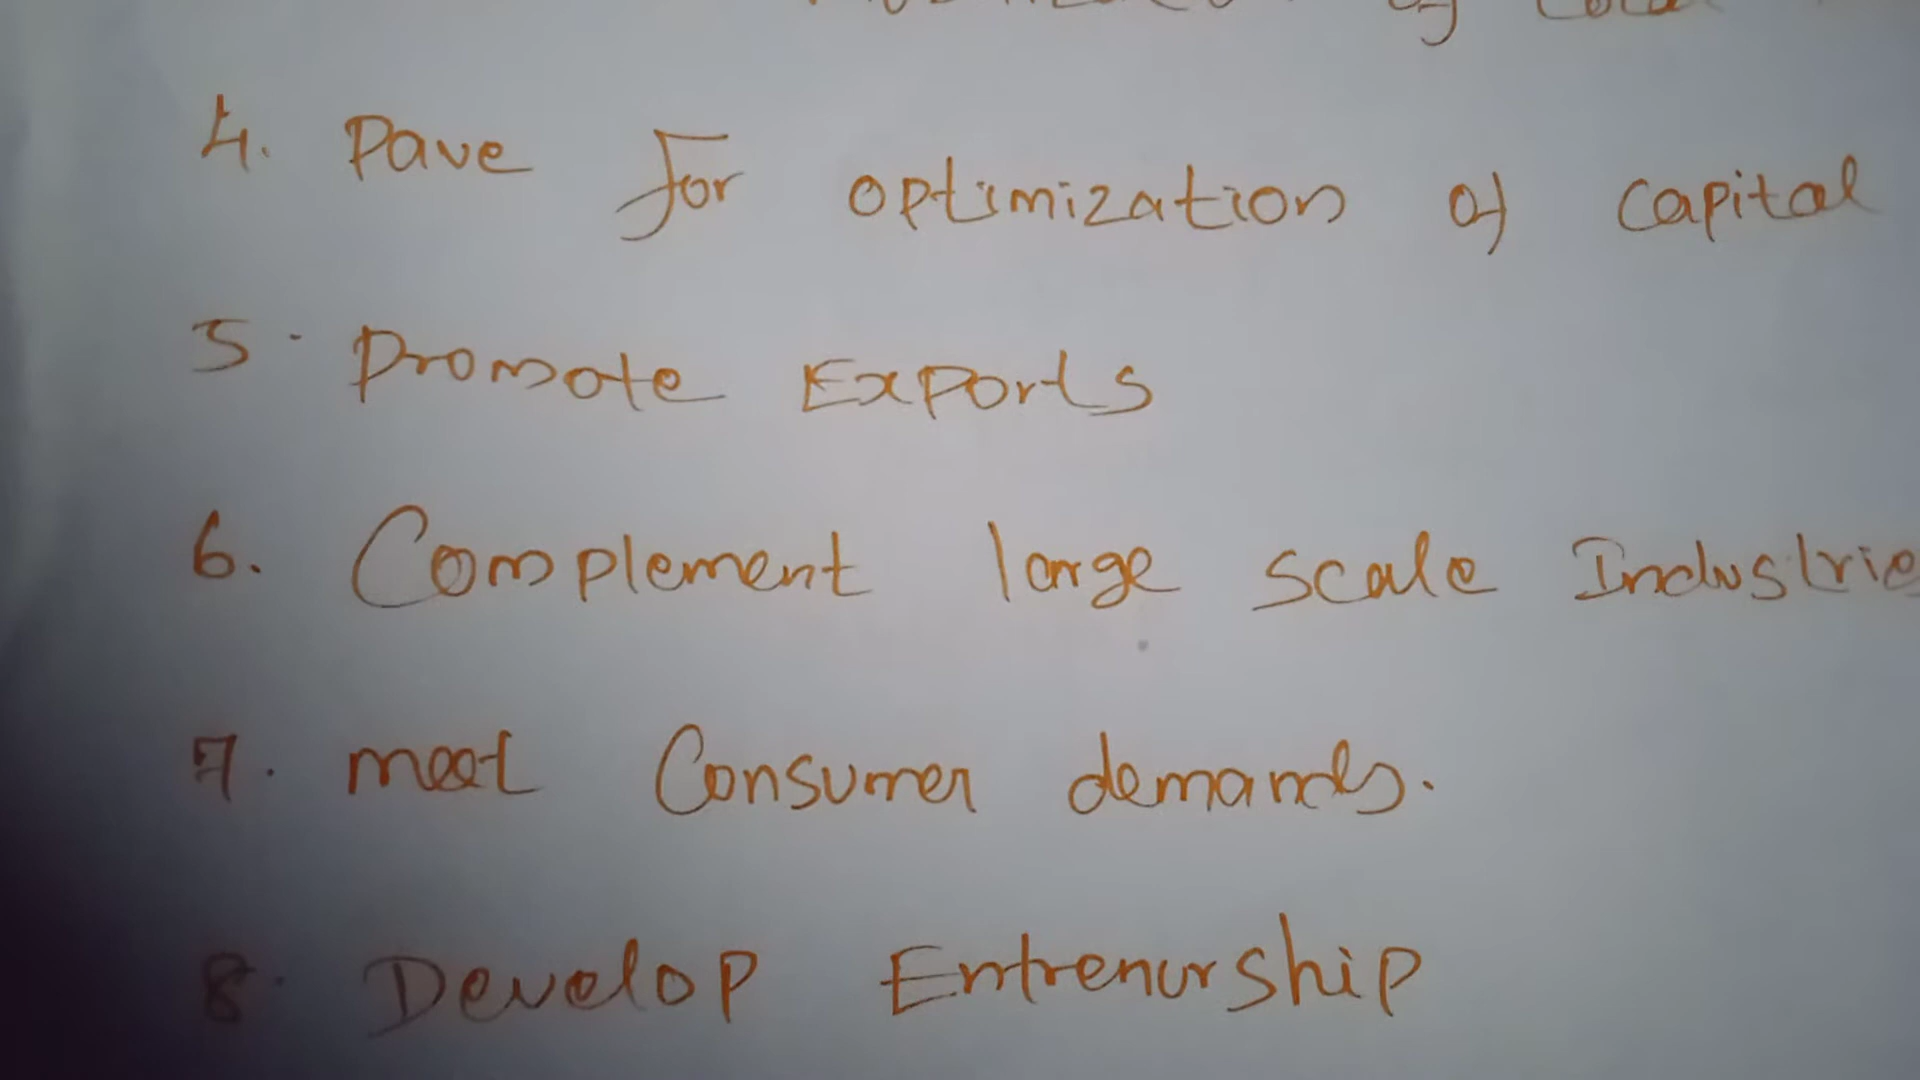 of
4. Pave for optimization of capital
5. Promote Exports
6. Complement large scale Industrie
7. meet Consumer demands.
8. Develop Entrenurship